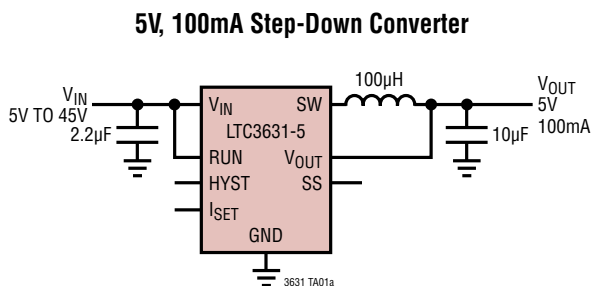 5V, 100mA Step-Down Converter
100µH
VIN
5V TO 45V
2.2µF
VIN
SW
LTC3631-5
RUN
VOUT
HYST
SS
ISET
GND
VOUT
5V
100mA
10µF
3631 TA01a